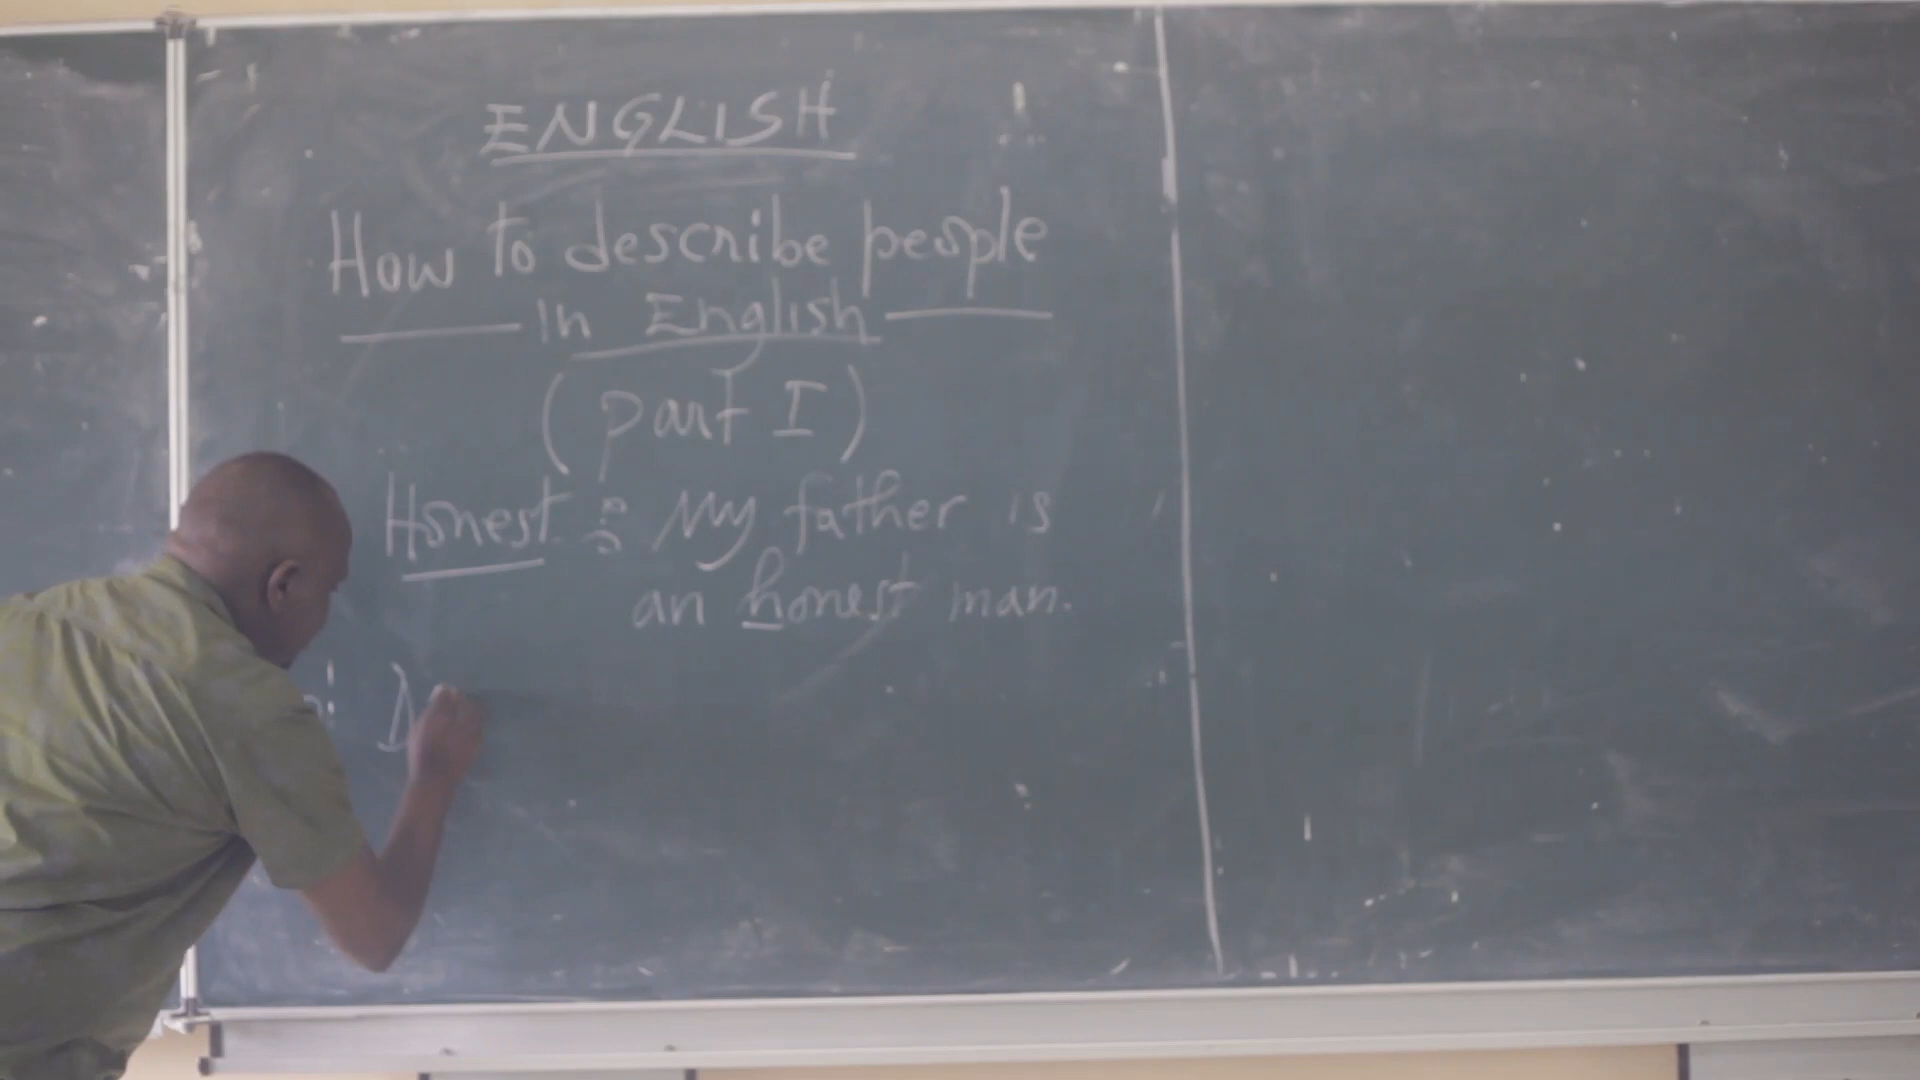 ENGLISH
How to describe people
In English
(part I)
Honest : My father is
an honest man.